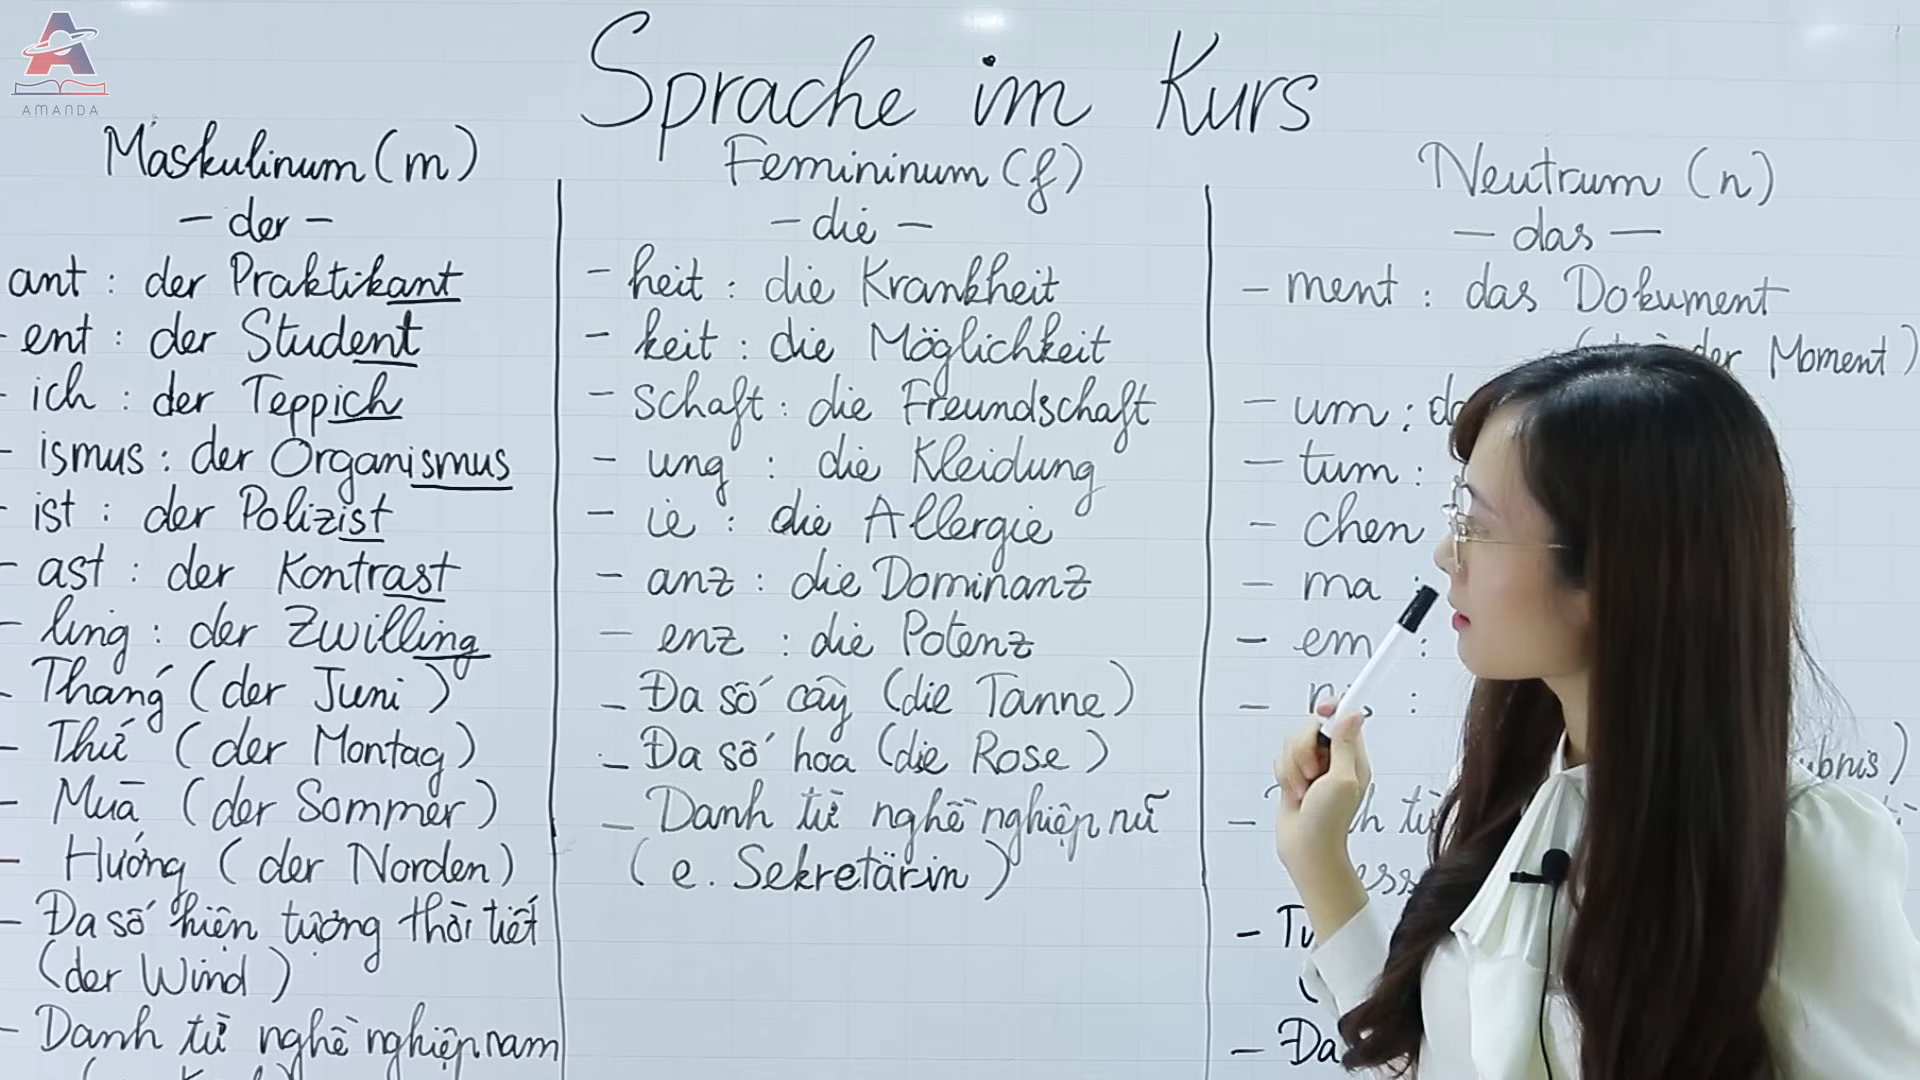 AMANDA
Sprache im Kurs
Maskulinum (m)
- der -
ant : der Praktikant
- ent : der Student
- ich : der Teppich
- ismus : der Organismus
- ist : der Polizist
- ast : der Kontrast
- ling : der Zwilling
- Tháng (der Juni)
- Thứ (der Montag)
- Mùa (der Sommer)
- Hướng (der Norden)
- Đa số hiện tượng thời tiết
(der Wind)
- Danh từ nghề nghiệp nam
Femininum (f)
- die -
- heit : die Krankheit
- keit : die Möglichkeit
- schaft : die Freundschaft
- ung : die Kleidung
- ie : die Allergie
- anz : die Dominanz
- enz : die Potenz
- Đa số cây (die Tanne)
- Đa số hoa (die Rose)
- Danh từ nghề nghiệp nữ
(e. Sekretärin)
Neutrum (n)
- das -
- ment : das Dokument
der Moment)
- um :
- tum :
- chen
- ma :
- em :
-
- từ
-
- Đa